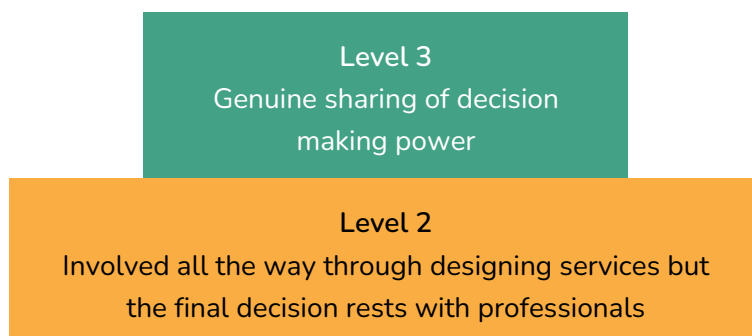 Level 3
Genuine sharing of decision
making power
Level 2
Involved all the way through designing services but
the final decision rests with professionals